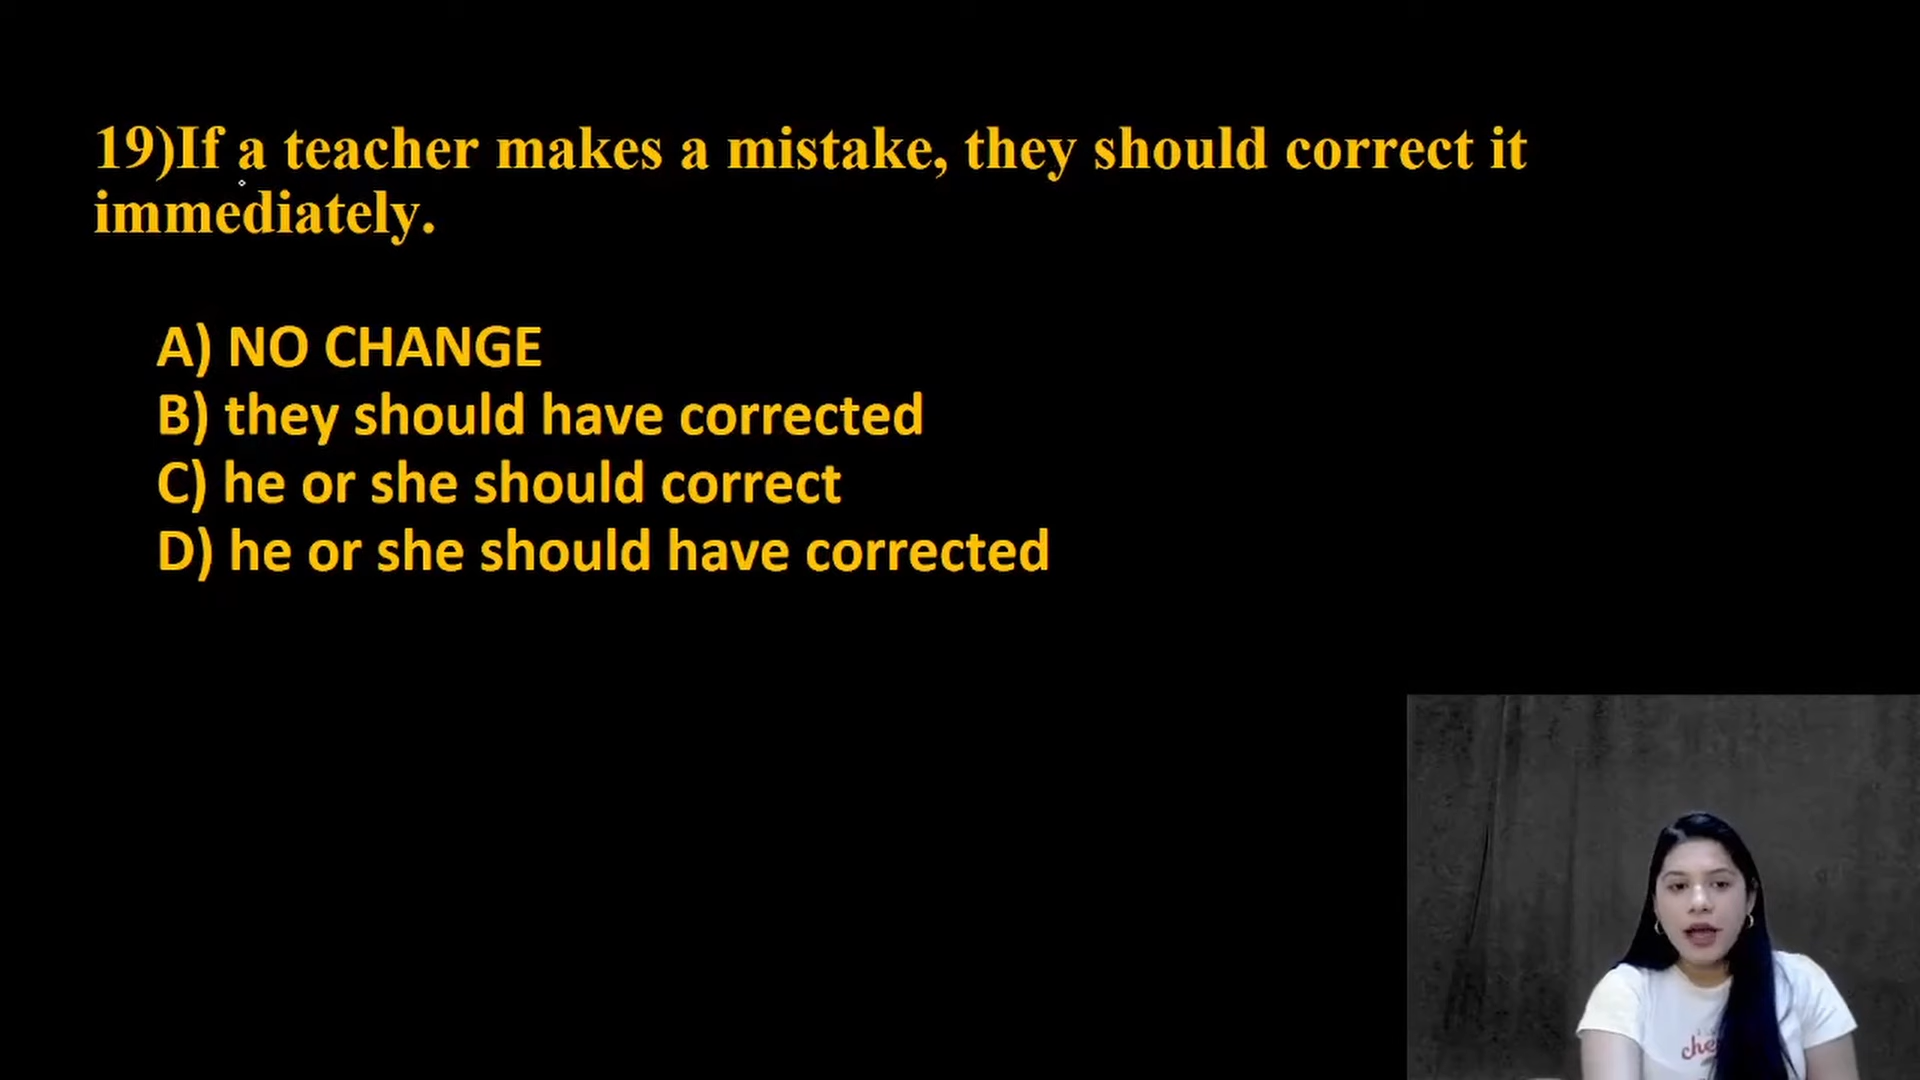 19)If a teacher makes a mistake, they should correct it
immediately.
A) NO CHANGE
B) they should have corrected
C) he or she should correct
D) he or she should have corrected